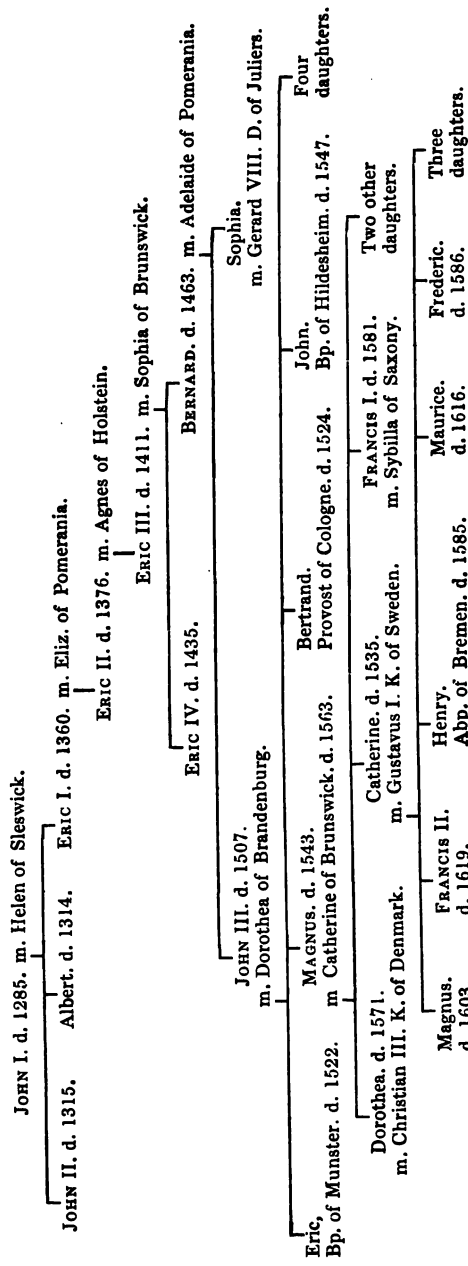 JOHN I. d. 1285. m. Helen of Sleswick.
JOHN II. d. 1315. Albert. d. 1314. ERIC I. d. 1360. m. Eliz. of Pomerania.
ERIC II. d. 1376. m. Agnes of Holstein.
ERIC III. d. 1411. m. Sophia of Brunswick.
ERIC IV. d. 1435. BERNARD. d. 1463. m. Adelaide of Pomerania.
JOHN III. d. 1507. Sophia.
m. Dorothea of Brandenburg. m. Gerard VIII. D. of Juliers.
Eric, MAGNUS. d. 1543. Bertrand. John. Four
Bp. of Munster. d. 1522. m Catherine of Brunswick. d. 1563. Provost of Cologne. d. 1524. Bp. of Hildesheim. d. 1547. daughters.
Dorothea. d. 1571. Catherine. d. 1535. FRANCIS I. d. 1581. Two other
m. Christian III. K. of Denmark. m. Gustavus I. K. of Sweden. m. Sybilla of Saxony. daughters.
Magnus. FRANCIS II. Henry. Maurice. Frederic. Three
d. 1603 d. 1619. Abp. of Bremen. d. 1585. d. 1616. d. 1586. daughters.